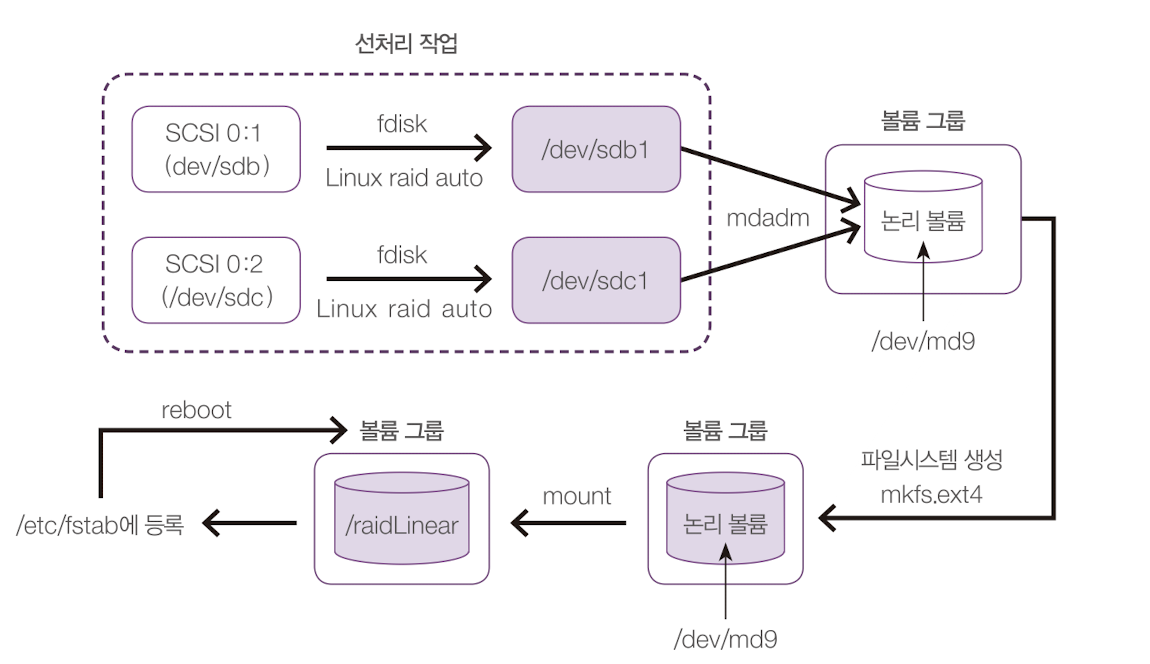 선처리 작업
SCSI 0:1
(dev/sdb)
fdisk
Linux raid auto
/dev/sdb1
SCSI 0:2
(/dev/sdc)
fdisk
Linux raid auto
/dev/sdc1
mdadm
볼륨 그룹
논리 볼륨
/dev/md9
파일시스템 생성
mkfs.ext4
볼륨 그룹
논리 볼륨
/dev/md9
mount
볼륨 그룹
/raidLinear
/etc/fstab에 등록
reboot